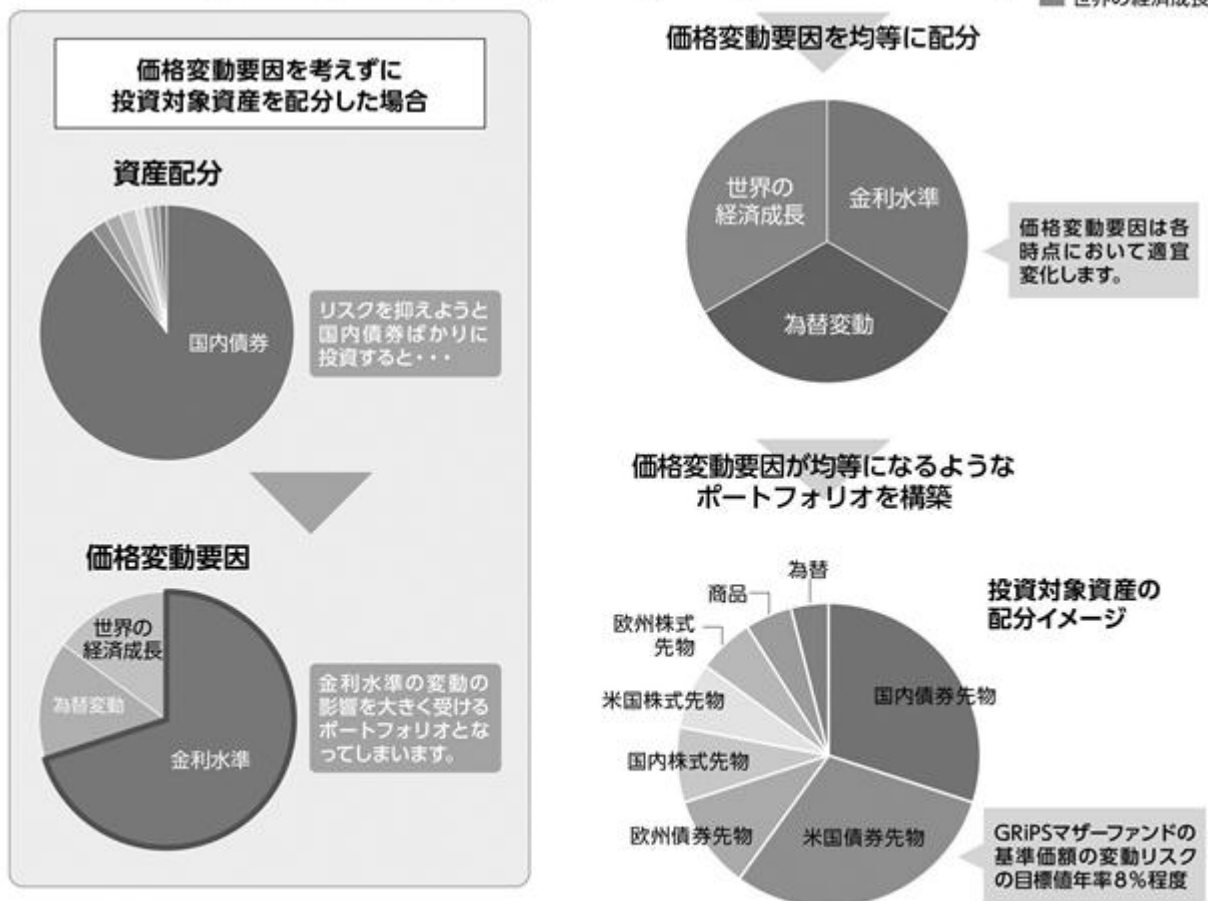 世界の経済成長
価格変動要因を考えずに
投資対象資産を配分した場合
資産配分
国内債券
リスクを抑えようと
国内債券ばかりに
投資すると・・・
価格変動要因
世界の
経済成長
為替変動
金利水準
金利水準の変動の
影響を大きく受ける
ポートフォリオとな
ってしまいます。
価格変動要因を均等に配分
世界の
経済成長
金利水準
為替変動
価格変動要因は各
時点において適宜
変化します。
価格変動要因が均等になるような
ポートフォリオを構築
投資対象資産の
配分イメージ
為替
商品
欧州株式
先物
米国株式先物
国内株式先物
欧州債券先物
米国債券先物
国内債券先物
GRiPSマザーファンドの
基準価額の変動リスク
の目標値年率8%程度